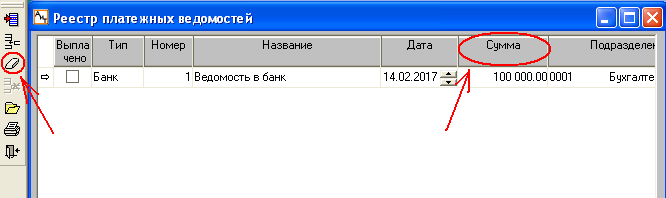 Реестр платежных ведомостей
Выпла чено Тип Номер Название Дата Сумма Подразделен
Банк 1 Ведомость в банк 14.02.2017 100 000.00 0001 Бухгалте